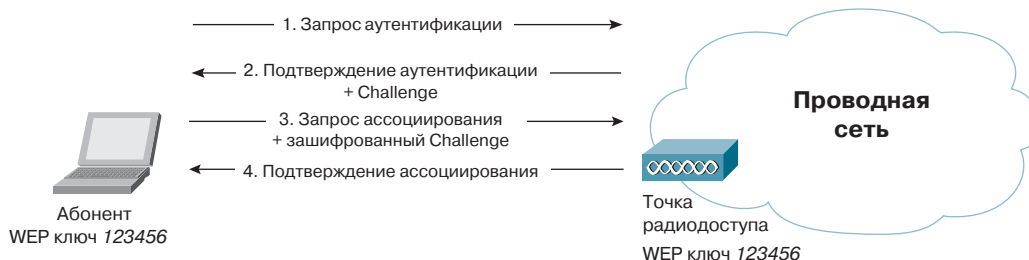 1. Запрос аутентификации
2. Подтверждение аутентификации
+ Challenge
3. Запрос ассоциирования
+ зашифрованный Challenge
4. Подтверждение ассоциирования
Абонент
WEP ключ 123456
Проводная
сеть
Точка
радиодоступа
WEP ключ 123456